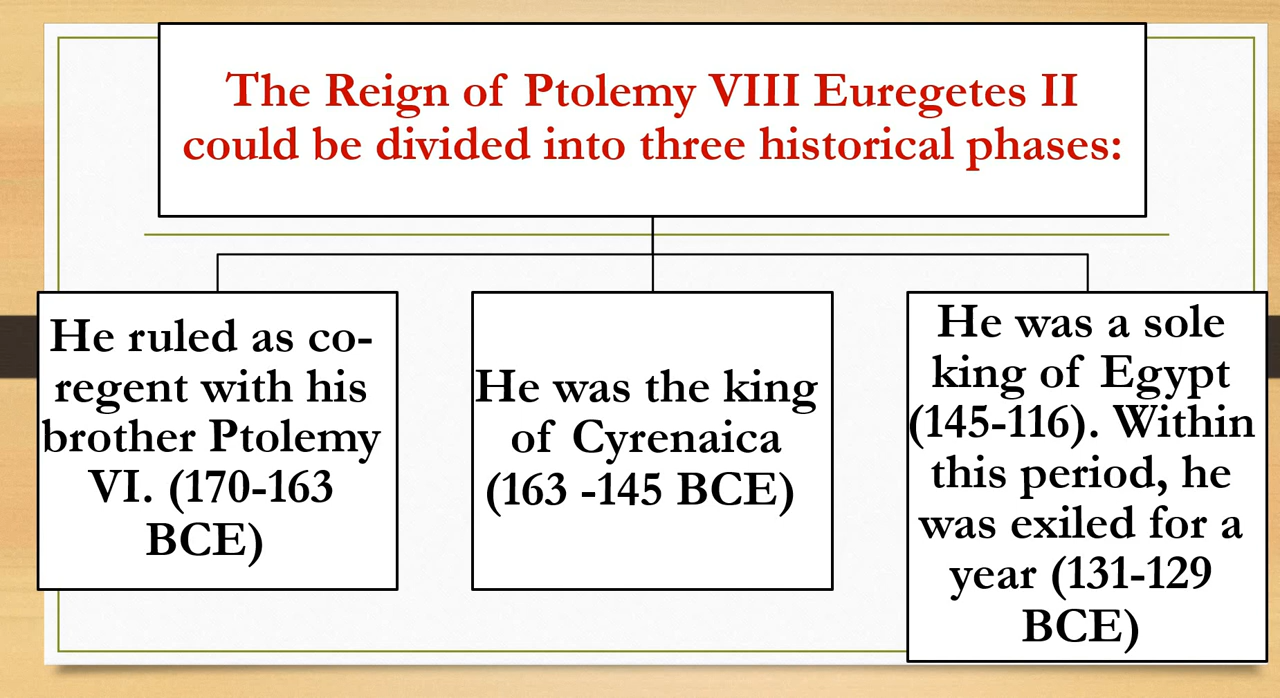 The Reign of Ptolemy VIII Euregetes II
could be divided into three historical phases:
He ruled as co-
regent with his
brother Ptolemy
VI. (170-163
BCE)
He was the king
of Cyrenaica
(163 -145 BCE)
He was a sole
king of Egypt
(145-116). Within
this period, he
was exiled for a
year (131-129
BCE)